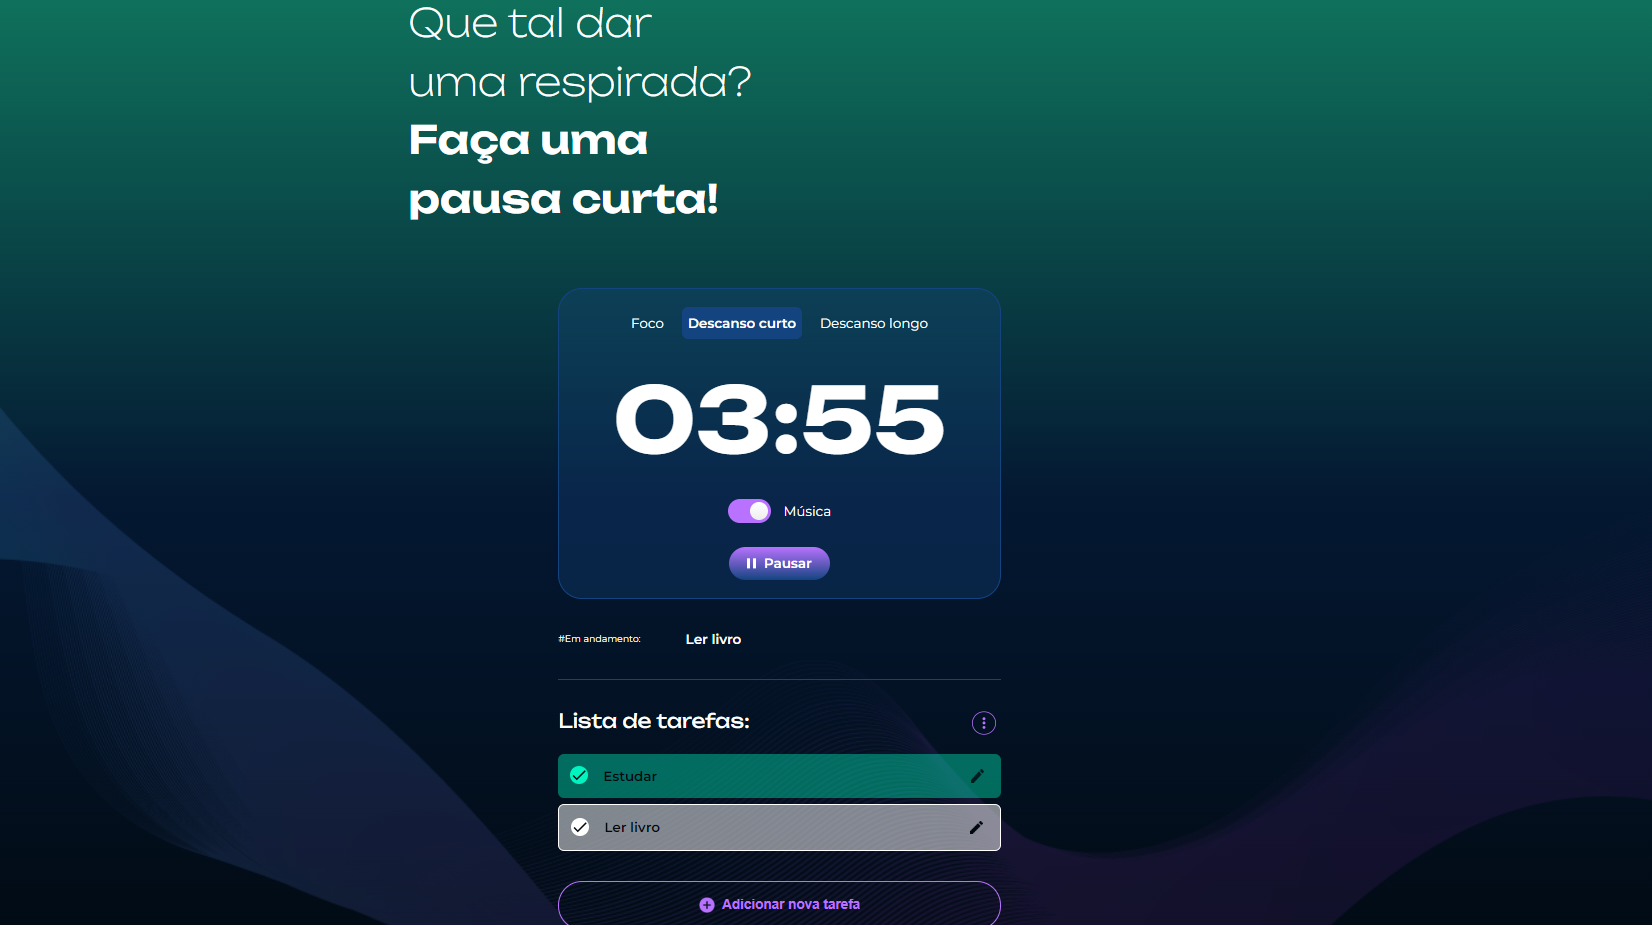 Que tal dar
uma respirada?
Faça uma
pausa curta!
Foco Descanso curto Descanso longo
03:55
Música
Pausar
#Em andamento: Ler livro
Lista de tarefas:
Estudar
Ler livro
Adicionar nova tarefa